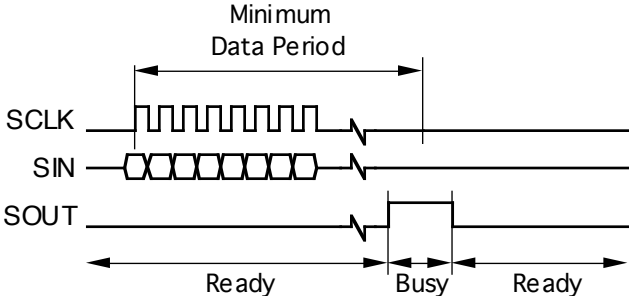 Minimum
Data Period
SCLK
SIN
SOUT
Ready Busy Ready